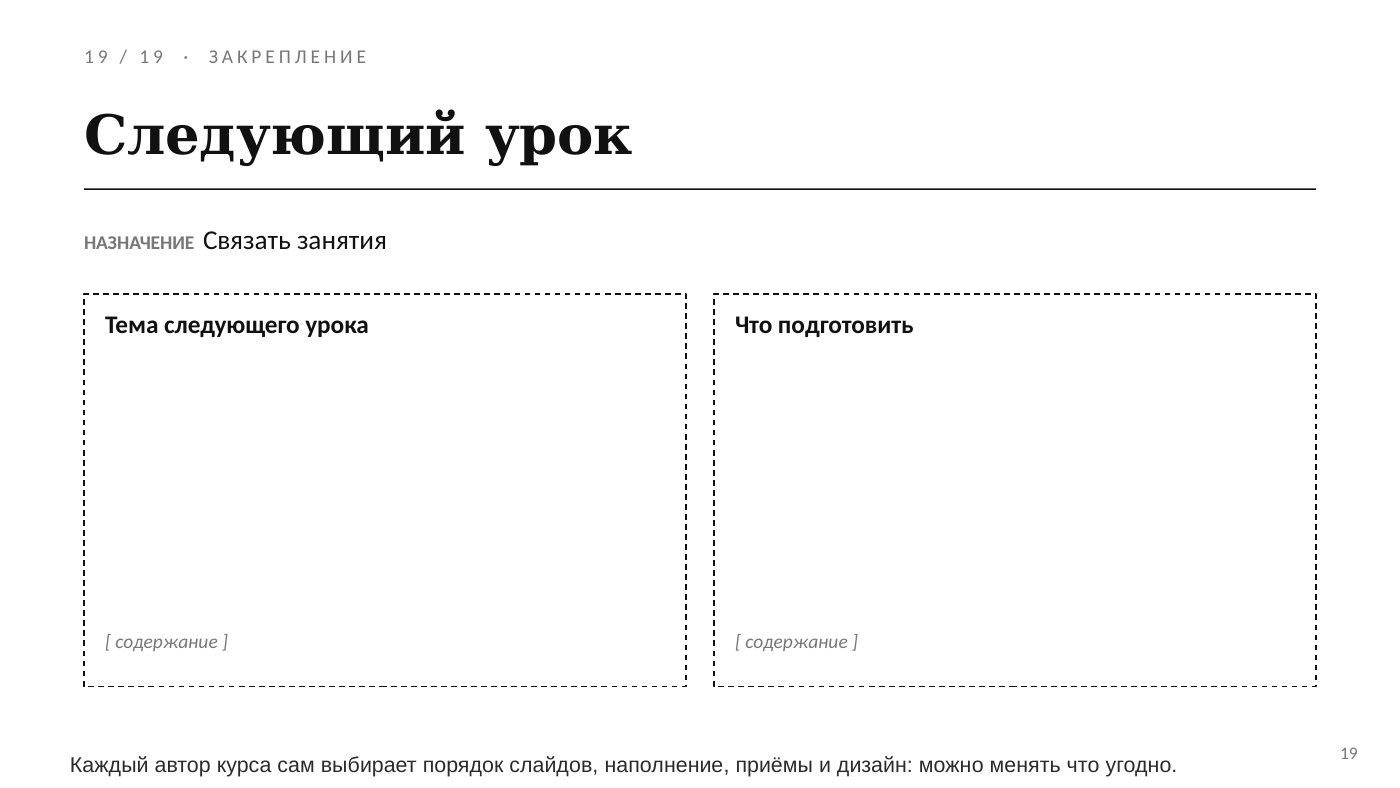 19 / 19 · ЗАКРЕПЛЕНИЕ
Следующий урок
НАЗНАЧЕНИЕ Связать занятия
Тема следующего урока
[ содержание ]
Что подготовить
[ содержание ]
Каждый автор курса сам выбирает порядок слайдов, наполнение, приёмы и дизайн: можно менять что угодно.
19